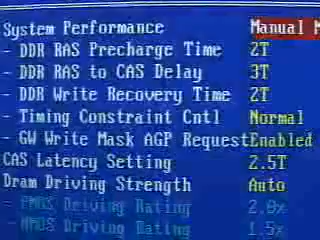 System Performance Manual M
- DDR RAS Precharge Time 2T
- DDR RAS to CAS Delay 3T
- DDR Write Recovery Time 2T
- Timing Constraint Cntl Normal
- GW Write Mask AGP Request Enabled
CAS Latency Setting 2.5T
Dram Driving Strength Auto
- PMOS Driving Rating 2.0x
- NMOS Driving Rating 1.5x